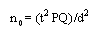 n₀ = (t² PQ)/d²